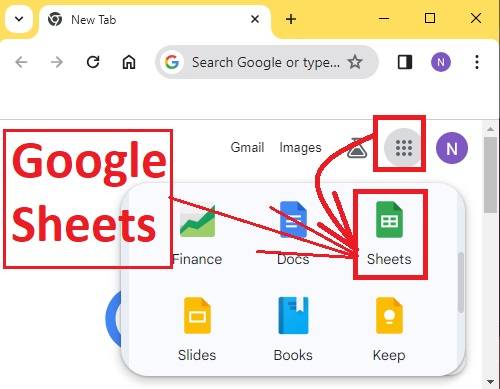 New Tab
Search Google or type...
N
Gmail
Images
N
Google
Sheets
Finance
Docs
Sheets
Slides
Books
Keep